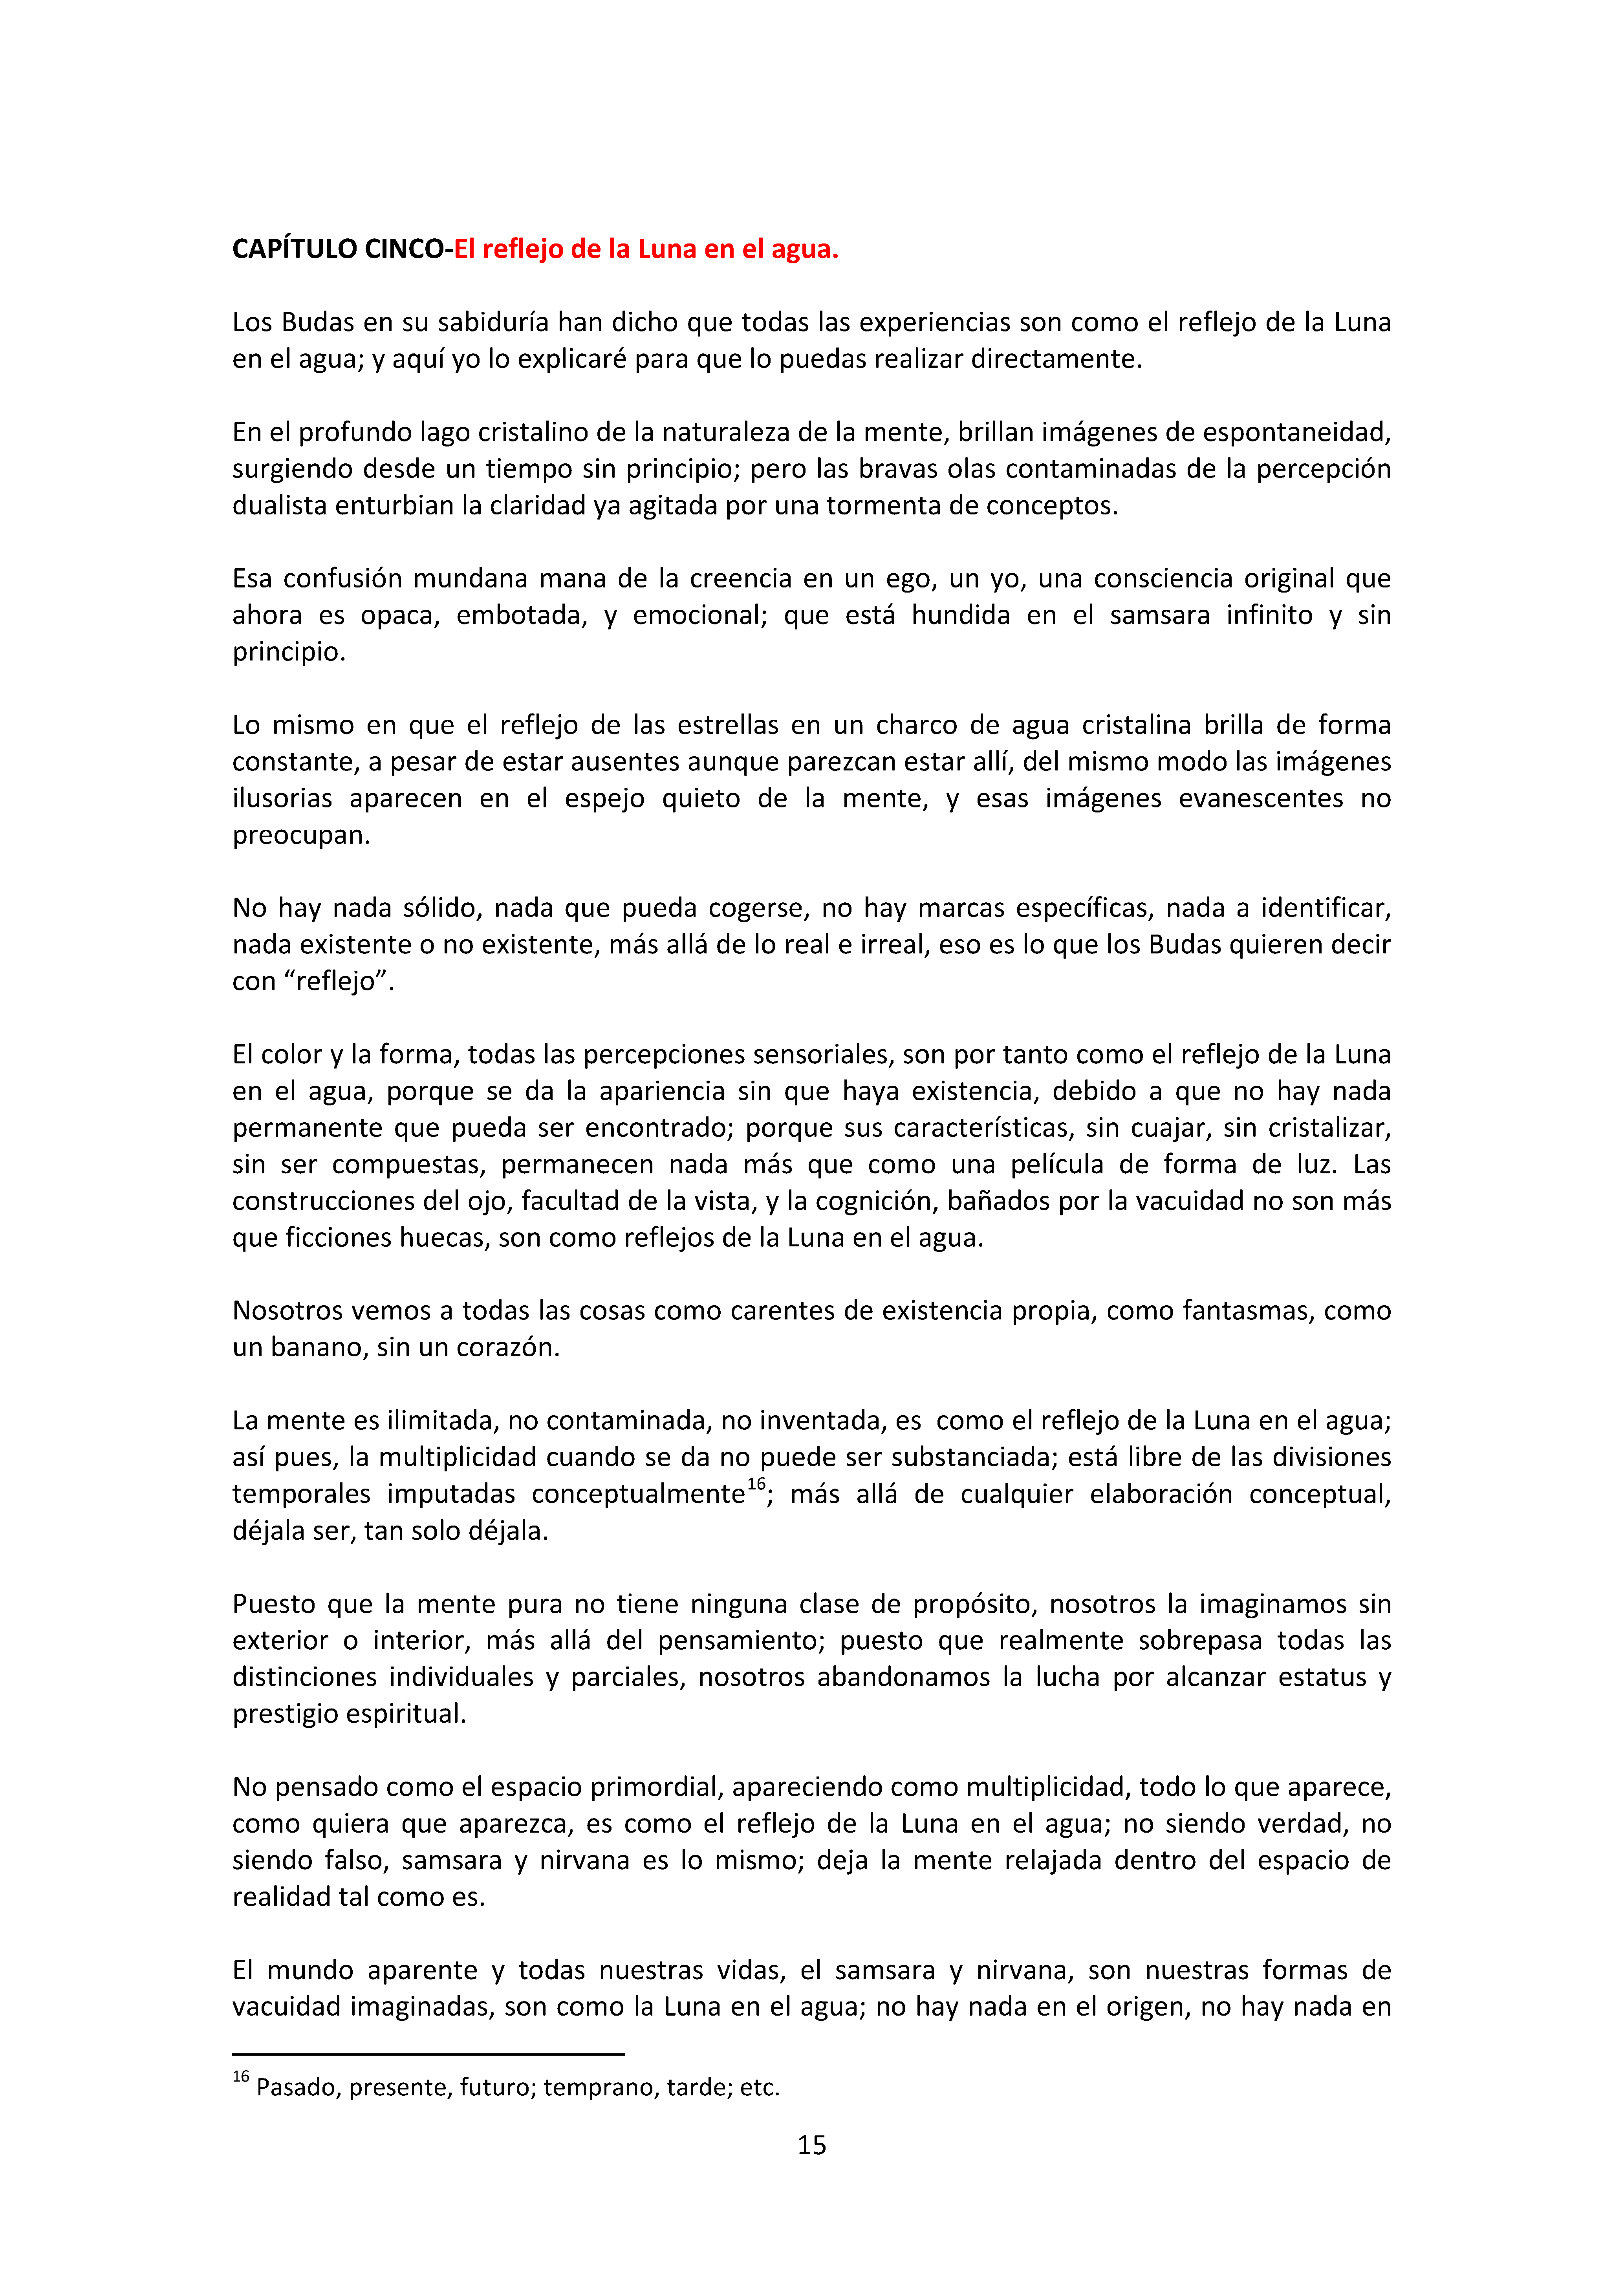 CAPÍTULO CINCO-El reflejo de la Luna en el agua.
Los Budas en su sabiduría han dicho que todas las experiencias son como el reflejo de la Luna
en el agua; y aquí yo lo explicaré para que lo puedas realizar directamente.
En el profundo lago cristalino de la naturaleza de la mente, brillan imágenes de espontaneidad,
surgiendo desde un tiempo sin principio; pero las bravas olas contaminadas de la percepción
dualista enturbian la claridad ya agitada por una tormenta de conceptos.
Esa confusión mundana mana de la creencia en un ego, un yo, una consciencia original que
ahora es opaca, embotada, y emocional; que está hundida en el samsara infinito y sin
principio.
Lo mismo en que el reflejo de las estrellas en un charco de agua cristalina brilla de forma
constante, a pesar de estar ausentes aunque parezcan estar allí, del mismo modo las imágenes
ilusorias aparecen en el espejo quieto de la mente, y esas imágenes evanescentes no
preocupan.
No hay nada sólido, nada que pueda cogerse, no hay marcas específicas, nada a identificar,
nada existente o no existente, más allá de lo real e irreal, eso es lo que los Budas quieren decir
con “reflejo”.
El color y la forma, todas las percepciones sensoriales, son por tanto como el reflejo de la Luna
en el agua, porque se da la apariencia sin que haya existencia, debido a que no hay nada
permanente que pueda ser encontrado; porque sus características, sin cuajar, sin cristalizar,
sin ser compuestas, permanecen nada más que como una película de forma de luz. Las
construcciones del ojo, facultad de la vista, y la cognición, bañados por la vacuidad no son más
que ficciones huecas, son como reflejos de la Luna en el agua.
Nosotros vemos a todas las cosas como carentes de existencia propia, como fantasmas, como
un banano, sin un corazón.
La mente es ilimitada, no contaminada, no inventada, es como el reflejo de la Luna en el agua;
así pues, la multiplicidad cuando se da no puede ser substanciada; está libre de las divisiones
temporales imputadas conceptualmente16; más allá de cualquier elaboración conceptual,
déjala ser, tan solo déjala.
Puesto que la mente pura no tiene ninguna clase de propósito, nosotros la imaginamos sin
exterior o interior, más allá del pensamiento; puesto que realmente sobrepasa todas las
distinciones individuales y parciales, nosotros abandonamos la lucha por alcanzar estatus y
prestigio espiritual.
No pensado como el espacio primordial, apareciendo como multiplicidad, todo lo que aparece,
como quiera que aparezca, es como el reflejo de la Luna en el agua; no siendo verdad, no
siendo falso, samsara y nirvana es lo mismo; deja la mente relajada dentro del espacio de
realidad tal como es.
El mundo aparente y todas nuestras vidas, el samsara y nirvana, son nuestras formas de
vacuidad imaginadas, son como la Luna en el agua; no hay nada en el origen, no hay nada en
16 Pasado, presente, futuro; temprano, tarde; etc.
15